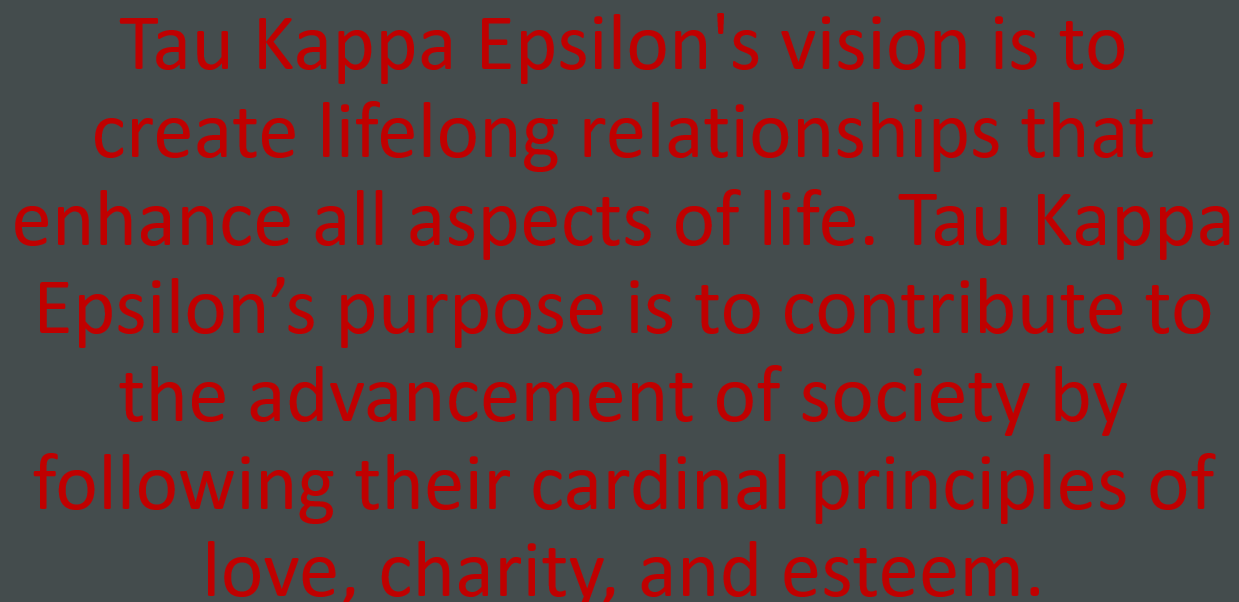 Tau Kappa Epsilon's vision is to
create lifelong relationships that
enhance all aspects of life. Tau Kappa
Epsilon’s purpose is to contribute to
the advancement of society by
following their cardinal principles of
love, charity, and esteem.